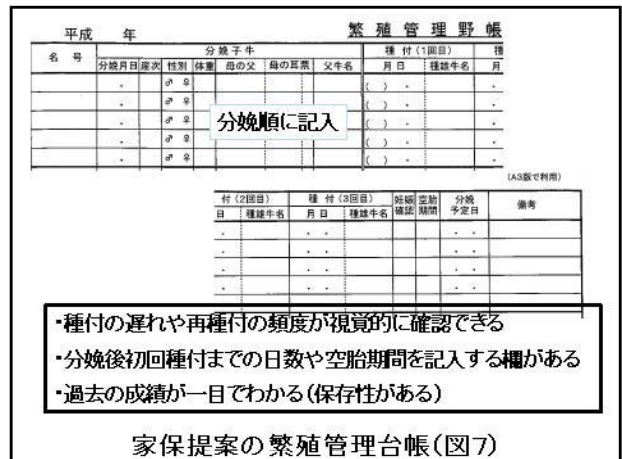 平成 年 繁殖管理野帳
名号 分娩子牛 種付(1回目) 種
分娩月日 産次 性別 体重 母の父 母の耳票 父牛名 月日 種雄牛名 月
・ ♂ ♀ ( ) ・ ・
・ ♂ ♀ ( ) ・ ・
・ ♂ ♀ ( ) ・ ・
・ ♂ ♀ ( ) ・ ・
・ ♂ ♀ ( ) ・ ・
分娩順に記入
(A3版で利用)
付(2回目) 種付(3回目) 妊娠確認 空胎期間 分娩予定日 備考
日 種雄牛名 月日 種雄牛名
・ ・ ・ ・ ・
・ ・ ・ ・ ・
・ ・ ・ ・ ・
・ ・ ・ ・ ・
・ ・ ・ ・ ・
・種付の遅れや再種付の頻度が視覚的に確認できる
・分娩後初回種付までの日数や空胎期間を記入する欄がある
・過去の成績が一目でわかる(保存性がある)
家保提案の繁殖管理台帳(図7)